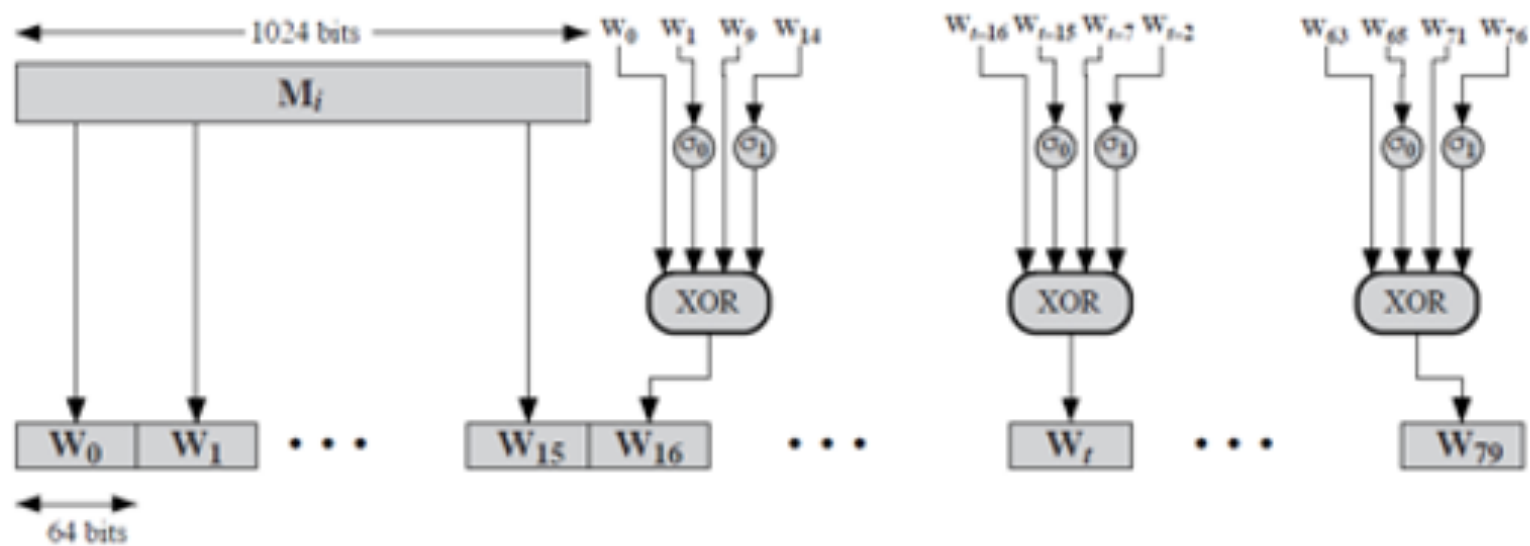 1024 bits
W0 W1 W9 W14
Wt-16 Wt-15 Wt-7 Wt-2
W63 W65 W71 W76
Mi
σ0 σ1
σ0 σ1
σ0 σ1
XOR
XOR
XOR
W0 W1 • • • W15 W16 • • • Wt • • • W79
64 bits